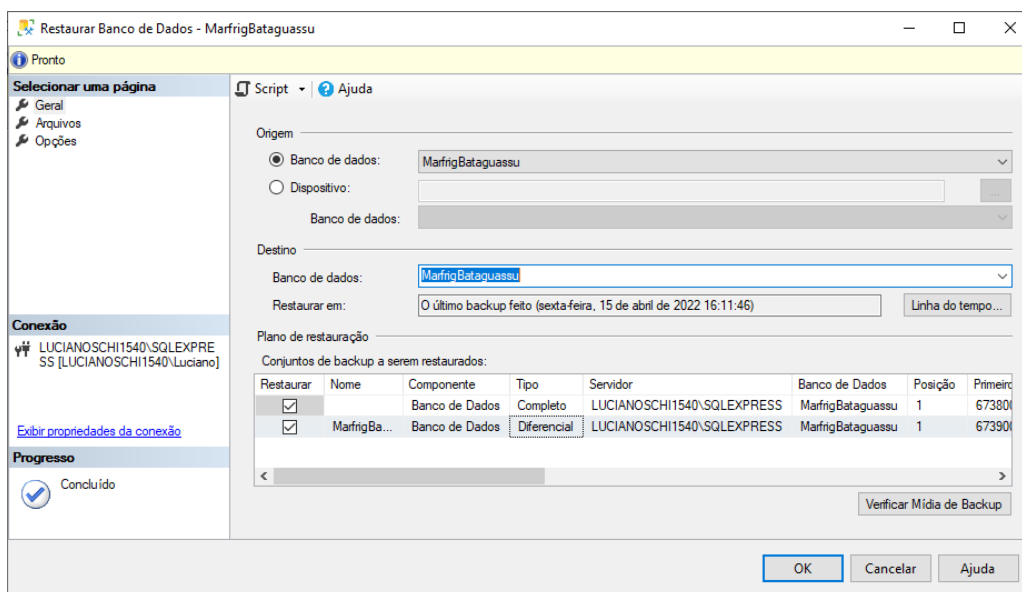 Restaurar Banco de Dados - MarfrigBataguassu
Pronto
Selecionar uma página
Geral
Arquivos
Opções
Script
Ajuda
Origem
Banco de dados:
MarfrigBataguassu
Dispositivo:
...
Banco de dados:
Destino
Banco de dados:
MarfrigBataguassu
Restaurar em:
O último backup feito (sexta-feira, 15 de abril de 2022 16:11:46)
Linha do tempo...
Plano de restauração
Conjuntos de backup a serem restaurados:
Restaurar Nome Componente Tipo Servidor Banco de Dados Posição Primeiro
Banco de Dados Completo LUCIANOSCHI1540\SQLEXPRESS MarfrigBataguassu 1 673800
MarfrigBa... Banco de Dados Diferencial LUCIANOSCHI1540\SQLEXPRESS MarfrigBataguassu 1 673900
Verificar Mídia de Backup
Conexão
LUCIANOSCHI1540\SQLEXPRE
SS [LUCIANOSCHI1540\Luciano]
Exibir propriedades da conexão
Progresso
Concluído
OK
Cancelar
Ajuda